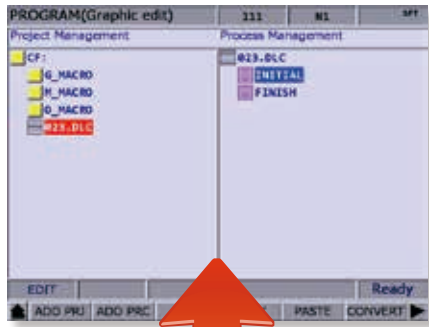 PROGRAM(Graphic edit) 111 N1
Project Management Process Management
CF:
G_MACRO
M_MACRO
O_MACRO
023.DLC
023.DLC
INITIAL
FINISH
EDIT Ready
ADD PRJ ADD PRC PASTE CONVERT